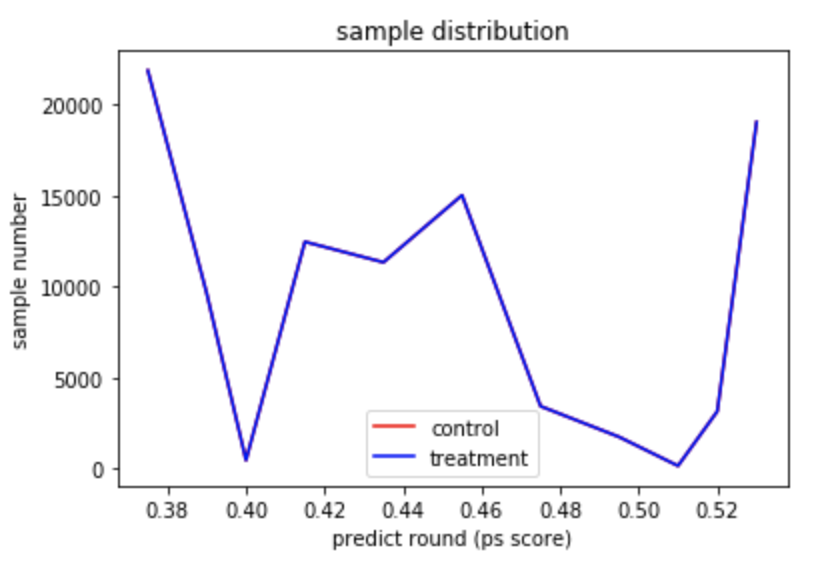 sample distribution
20000
15000
10000
5000
0
sample number
control
treatment
0.38 0.40 0.42 0.44 0.46 0.48 0.50 0.52
predict round (ps score)